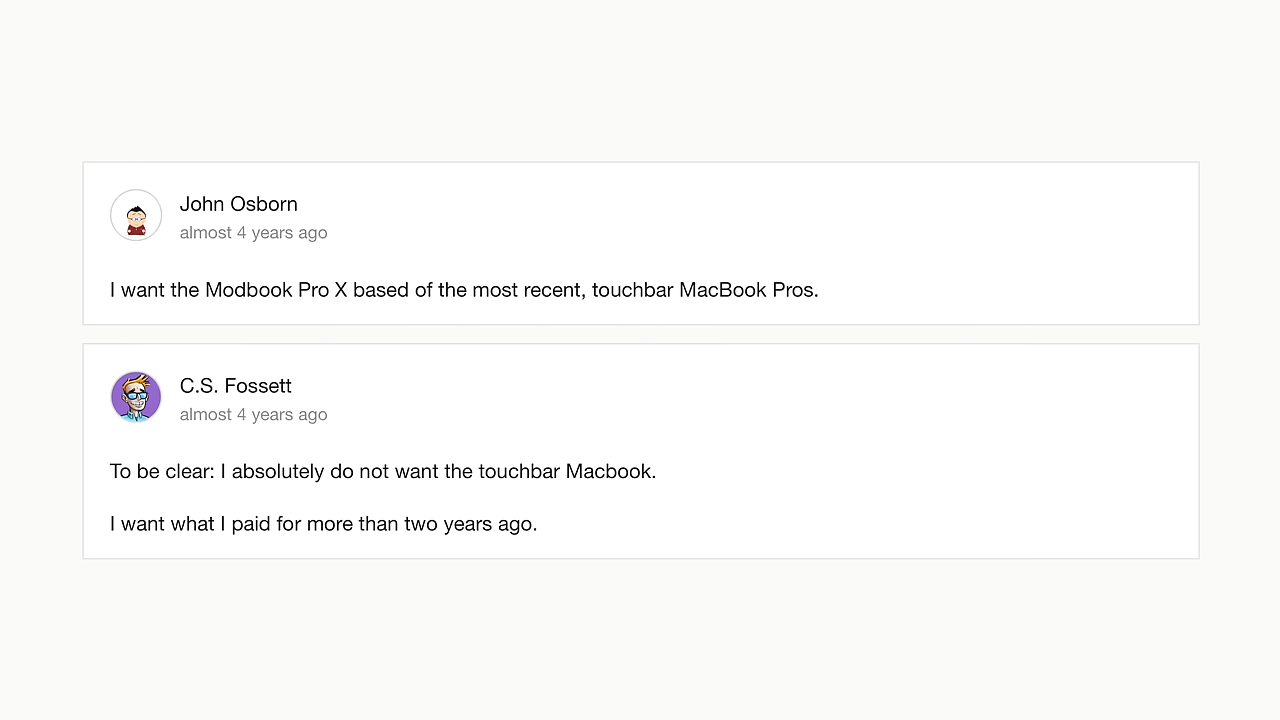 John Osborn
almost 4 years ago
I want the Modbook Pro X based of the most recent, touchbar MacBook Pros.
C.S. Fossett
almost 4 years ago
To be clear: I absolutely do not want the touchbar Macbook.
I want what I paid for more than two years ago.